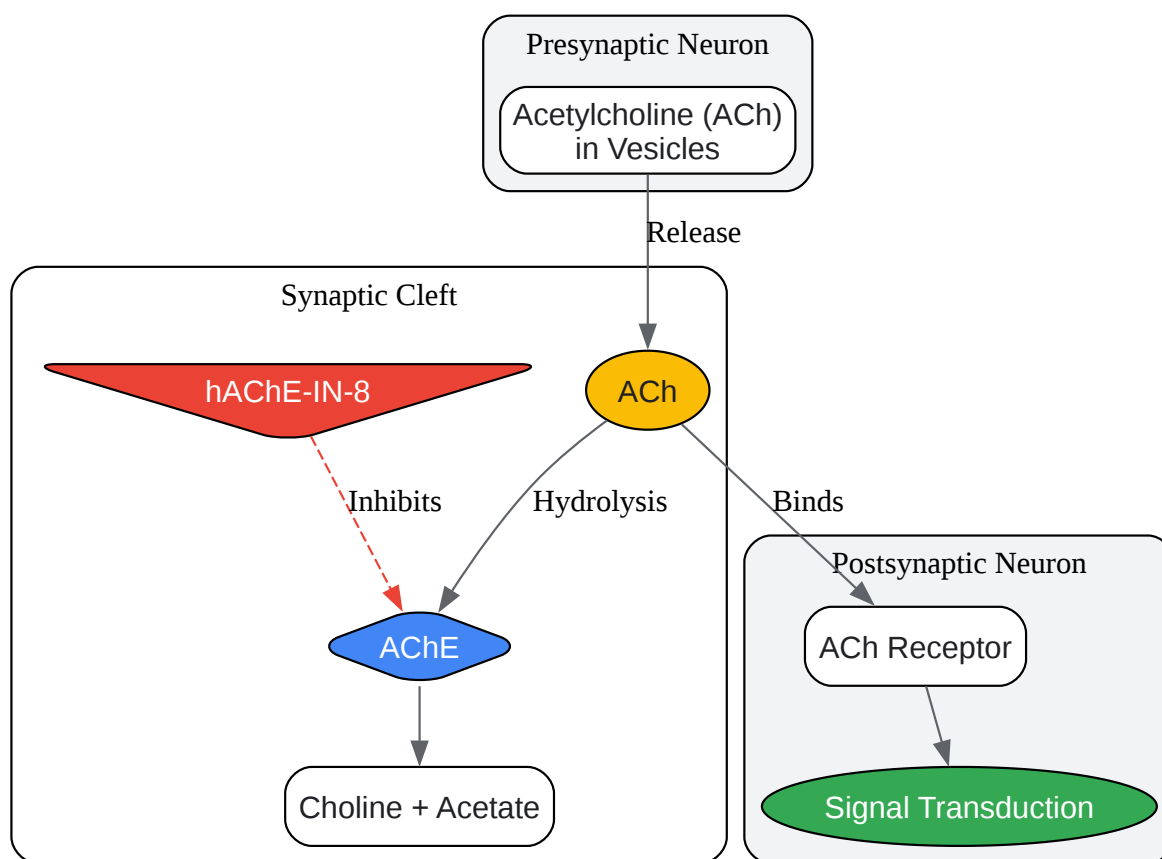 Presynaptic Neuron
Acetylcholine (ACh)
in Vesicles
Release
Synaptic Cleft
hAChE-IN-8
ACh
Inhibits
Hydrolysis
Binds
Postsynaptic Neuron
AChE
ACh Receptor
Choline + Acetate
Signal Transduction